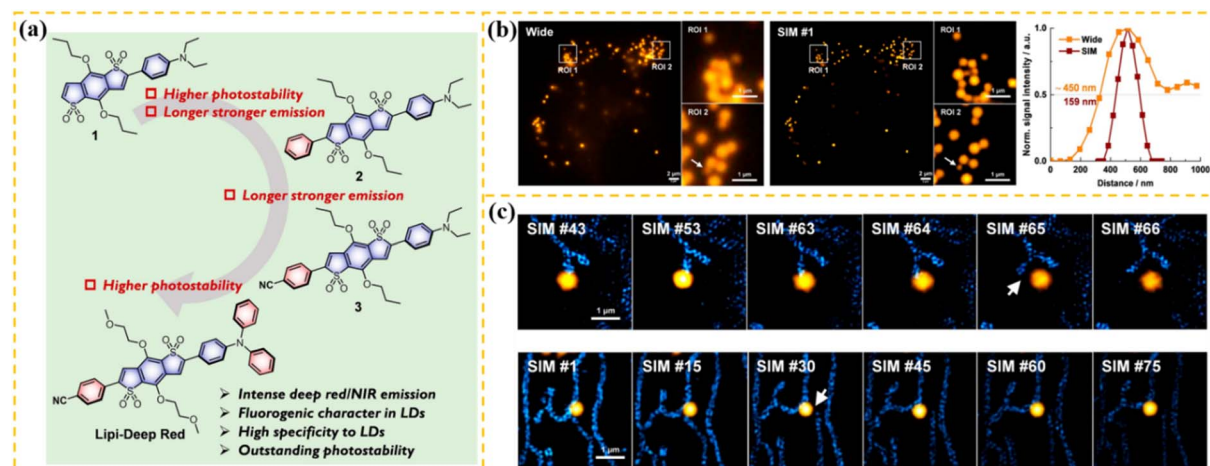 (a)
O
O
S
O O
N
S
O O
O
1
Higher photostability
Longer stronger emission
O
O O
S
N
S
O O
O
2
Longer stronger emission
O
O O
S
N
S
O O
O
NC
3
Higher photostability
O
O
O O
S
N
S
O O
O
O
NC
Lipi-Deep Red
Intense deep red/NIR emission
Fluorogenic character in LDs
High specificity to LDs
Outstanding photostability
(b)
Wide
ROI 1
ROI 2
2 μm
ROI 1
1 μm
ROI 2
1 μm
SIM #1
ROI 1
ROI 2
2 μm
ROI 1
1 μm
ROI 2
1 μm
Norm. signal intensity / a.u.
1.0
0.5
0.0
Wide
SIM
~ 450 nm
159 nm
0 200 400 600 800 1000
Distance / nm
(c)
SIM #43
1 μm
SIM #53
SIM #63
SIM #64
SIM #65
SIM #66
SIM #1
1 μm
SIM #15
SIM #30
SIM #45
SIM #60
SIM #75